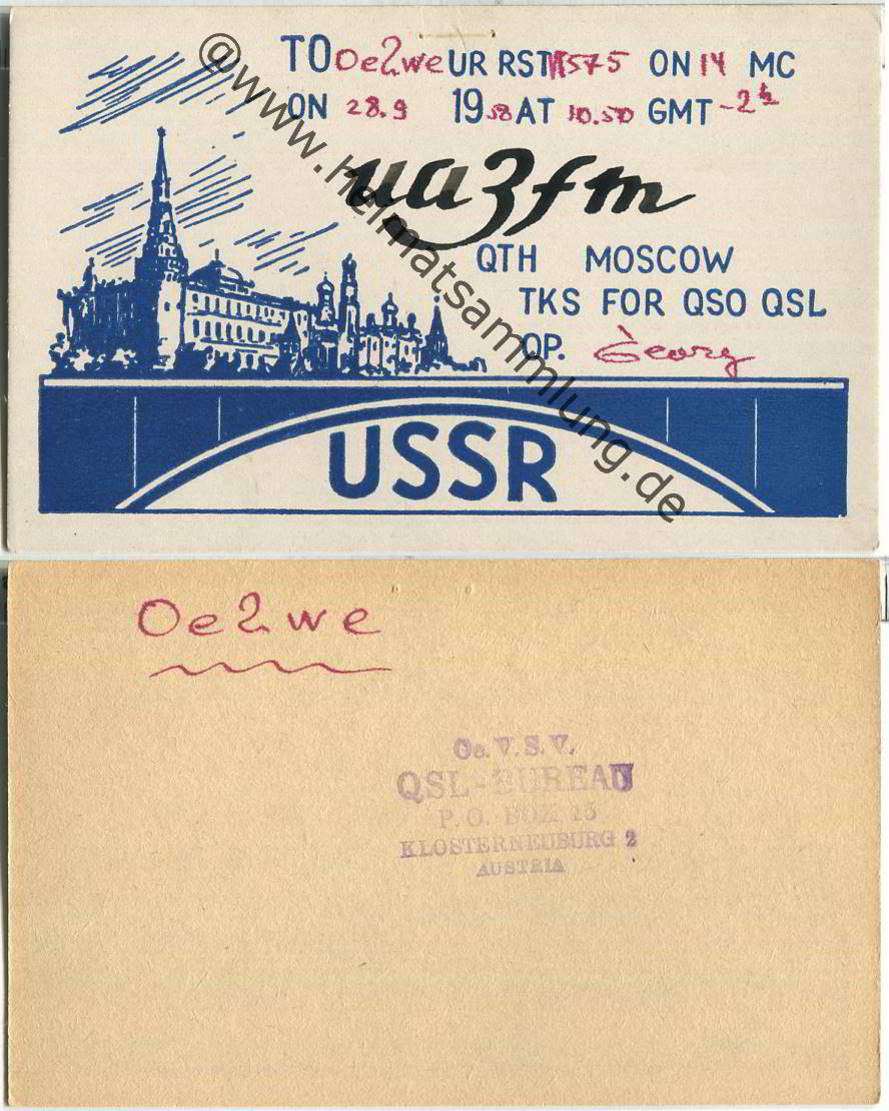 TO Oe2we UR RST 575 ON 14 MC
ON 28.9 1958 AT 10.50 GMT -2½
ua3fm
QTH MOSCOW
TKS FOR QSO QSL
OP. Georg
USSR
@www.heimatsammlung.de
Oe2we
Oe.V.S.V.
QSL-BUREAU
P.O. BOX
KLOSTERNEUBURG 2
AUSTRIA